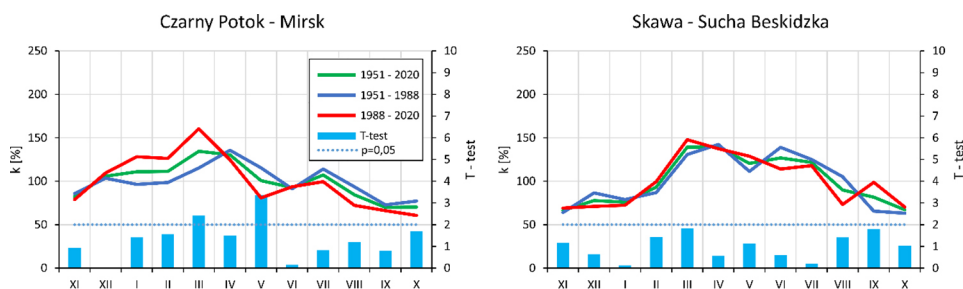 Czarny Potok - Mirsk
250
200
150
100
50
0
k [%]
10
9
8
7
6
5
4
3
2
1
0
T - test
1951 - 2020
1951 - 1988
1988 - 2020
T-test
p=0,05
XI XII I II III IV V VI VII VIII IX X
Skawa - Sucha Beskidzka
250
200
150
100
50
0
k [%]
10
9
8
7
6
5
4
3
2
1
0
T - test
XI XII I II III IV V VI VII VIII IX X